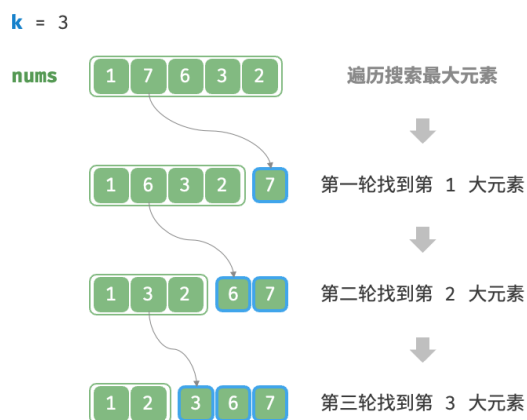 k = 3
nums 1 7 6 3 2 遍历搜索最大元素
1 6 3 2 7 第一轮找到第 1 大元素
1 3 2 6 7 第二轮找到第 2 大元素
1 2 3 6 7 第三轮找到第 3 大元素